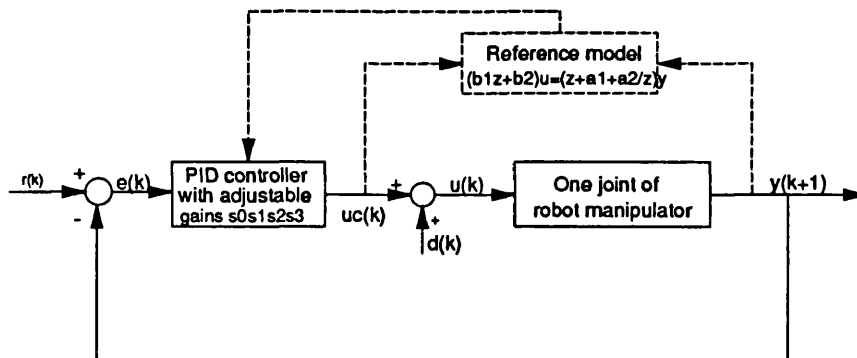 Reference model
(b1z+b2)u=(z+a1+a2/z)y
r(k)
+
e(k)
-
PID controller
with adjustable
gains s0s1s2s3
uc(k)
+
u(k)
+
d(k)
One joint of
robot manipulator
y(k+1)